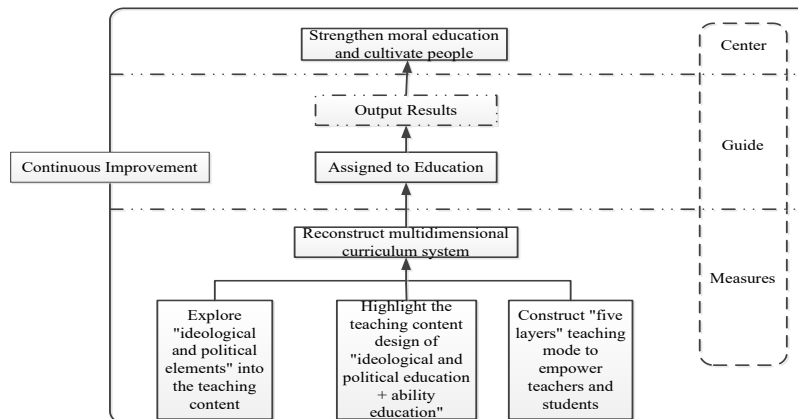 Strengthen moral education
and cultivate people
Center
Output Results
Guide
Continuous Improvement
Assigned to Education
Reconstruct multidimensional
curriculum system
Measures
Explore
"ideological
and political
elements" into
the teaching
content
Highlight the
teaching content
design of
"ideological and
political education
+ ability
education"
Construct "five
layers" teaching
mode to
empower
teachers and
students